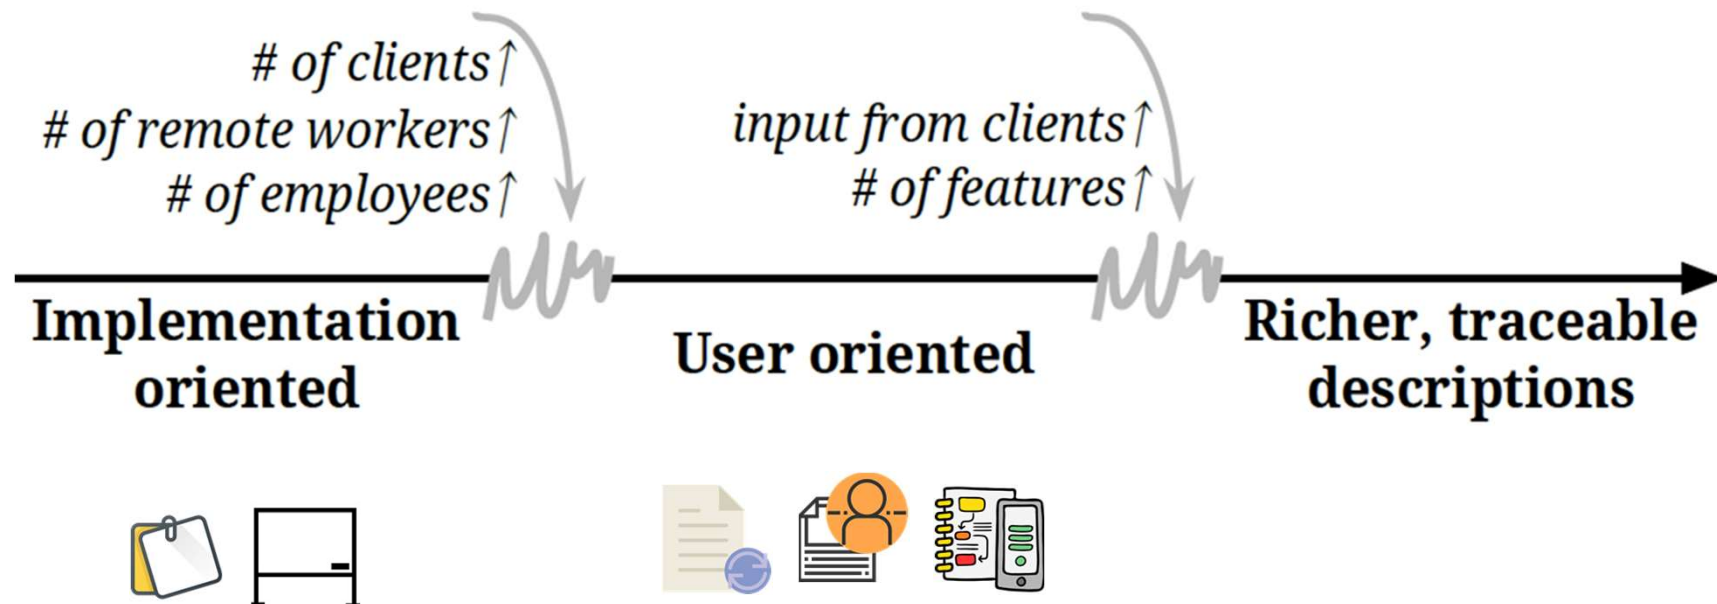 # of clients↑
# of remote workers↑
# of employees↑
input from clients↑
# of features↑
Implementation
oriented
User oriented
Richer, traceable
descriptions